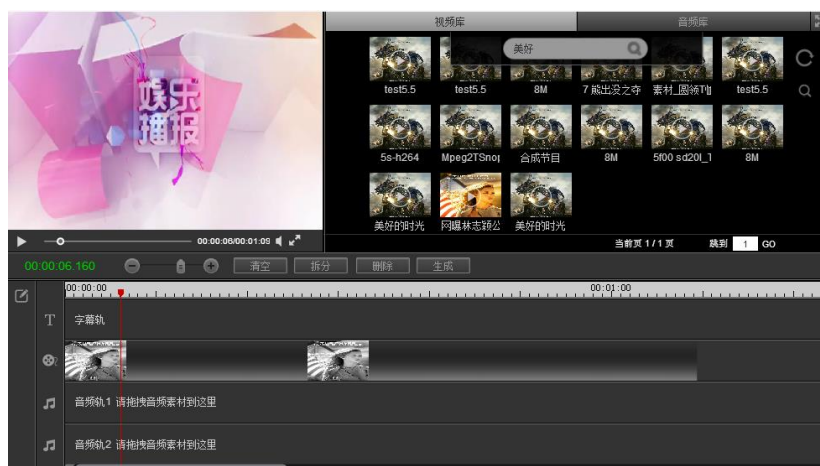 视频库
音频库
美好
test5.5
test5.5
8M
7 熊出没之夺
素材_圆领T恤
test5.5
5s-h264
Mpeg2TSnop
合成节目
8M
5f00 sd20l_1
8M
美好的时光
网曝林志颖公
美好的时光
娱乐
播报
00:00:06/00:01:09
当前页 1/1 页
跳到 1 GO
00:00:06.160
清空
拆分
删除
生成
00:00:00
00:01:00
T 字幕轨
音频轨1 请拖拽音频素材到这里
音频轨2 请拖拽音频素材到这里